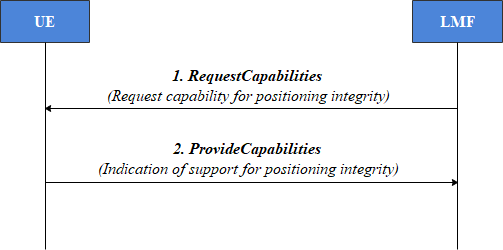 UE
LMF
1. RequestCapabilities
(Request capability for positioning integrity)
2. ProvideCapabilities
(Indication of support for positioning integrity)